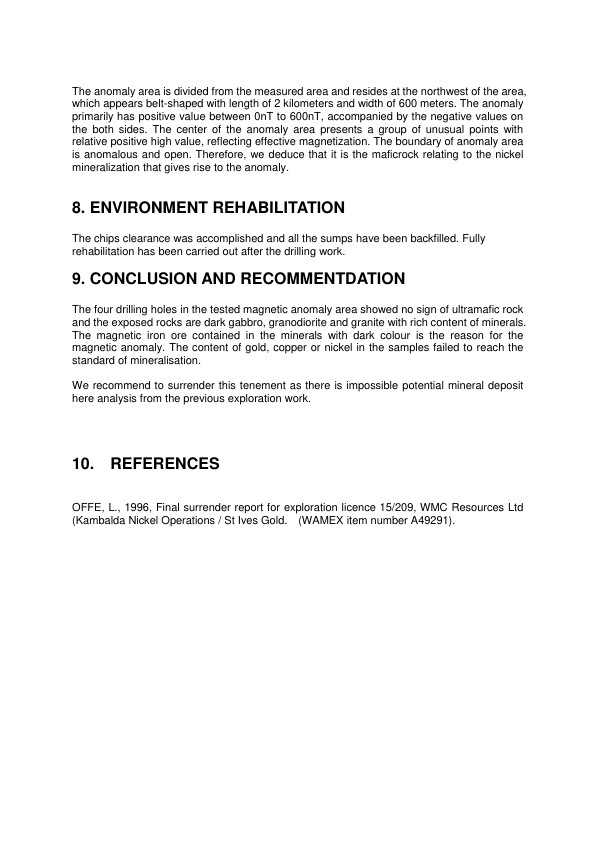 The anomaly area is divided from the measured area and resides at the northwest of the area,
which appears belt-shaped with length of 2 kilometers and width of 600 meters. The anomaly
primarily has positive value between 0nT to 600nT, accompanied by the negative values on
the both sides. The center of the anomaly area presents a group of unusual points with
relative positive high value, reflecting effective magnetization. The boundary of anomaly area
is anomalous and open. Therefore, we deduce that it is the maficrock relating to the nickel
mineralization that gives rise to the anomaly.
8. ENVIRONMENT REHABILITATION
The chips clearance was accomplished and all the sumps have been backfilled. Fully
rehabilitation has been carried out after the drilling work.
9. CONCLUSION AND RECOMMENTDATION
The four drilling holes in the tested magnetic anomaly area showed no sign of ultramafic rock
and the exposed rocks are dark gabbro, granodiorite and granite with rich content of minerals.
The magnetic iron ore contained in the minerals with dark colour is the reason for the
magnetic anomaly. The content of gold, copper or nickel in the samples failed to reach the
standard of mineralisation.
We recommend to surrender this tenement as there is impossible potential mineral deposit
here analysis from the previous exploration work.
10. REFERENCES
OFFE, L., 1996, Final surrender report for exploration licence 15/209, WMC Resources Ltd
(Kambalda Nickel Operations / St Ives Gold. (WAMEX item number A49291).